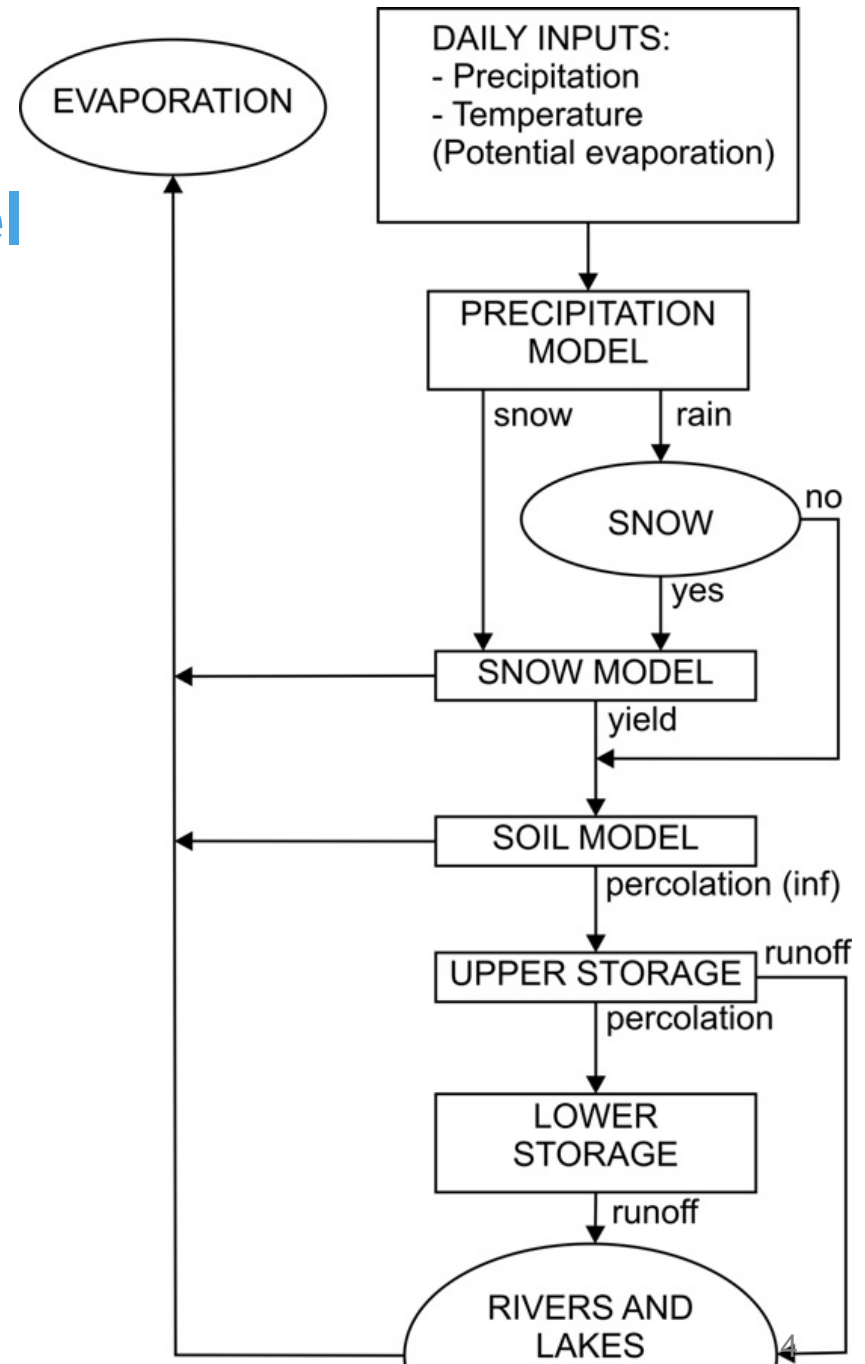 EVAPORATION
DAILY INPUTS:
- Precipitation
- Temperature
(Potential evaporation)
el
PRECIPITATION
MODEL
snow
rain
SNOW
no
yes
SNOW MODEL
yield
SOIL MODEL
percolation (inf)
UPPER STORAGE
runoff
percolation
LOWER
STORAGE
runoff
RIVERS AND
LAKES
4